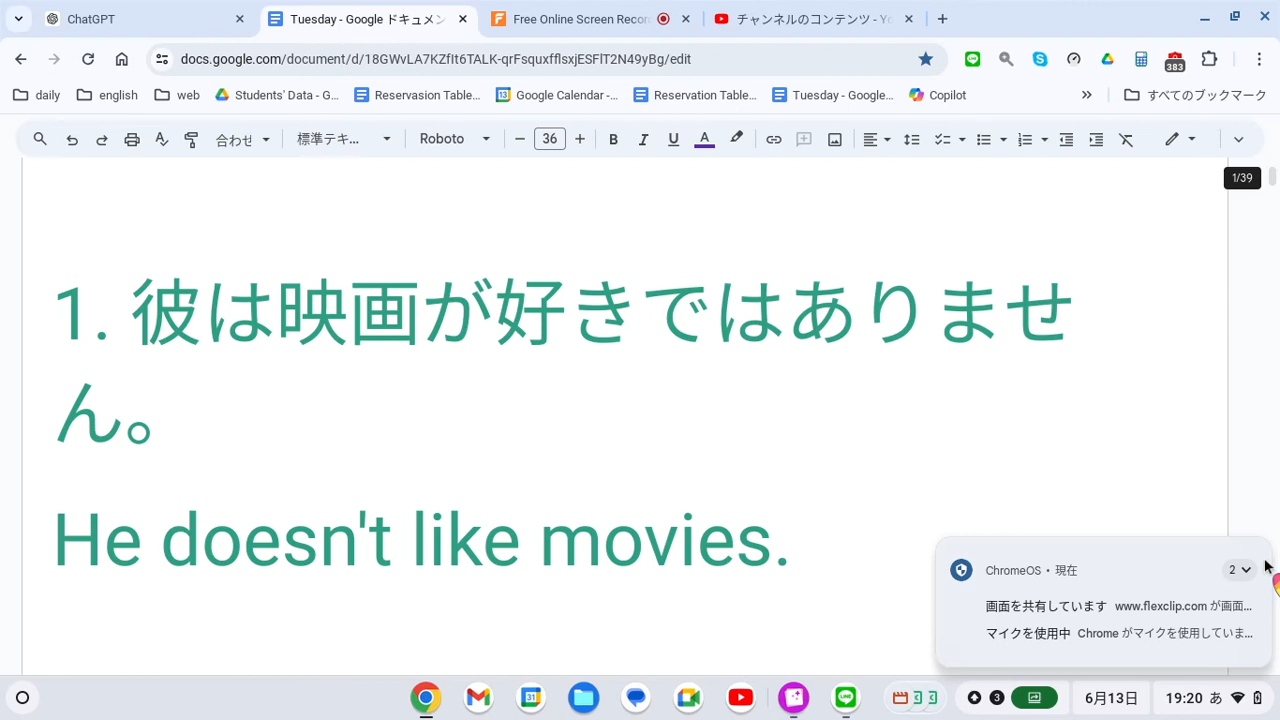 ChatGPT
Tuesday - Google ドキュメン
Free Online Screen Recor
チャンネルのコンテンツ - Yo
docs.google.com/document/d/18GWvLA7KZfIt6TALK-qrFsquxfflsxjESFlT2N49yBg/edit
383
daily
english
web
Students' Data - G...
Reservasion Table...
Google Calendar -...
Reservation Table...
Tuesday - Google...
Copilot
すべてのブックマーク
合わせ
標準テキ...
Roboto
36
B
I
U
A
1/39
1. 彼は映画が好きではありませ
ん。
He doesn't like movies.
ChromeOS • 現在
2
画面を共有しています www.flexclip.com が画面...
マイクを使用中 Chrome がマイクを使用していま...
31
3
6月13日
19:20 あ